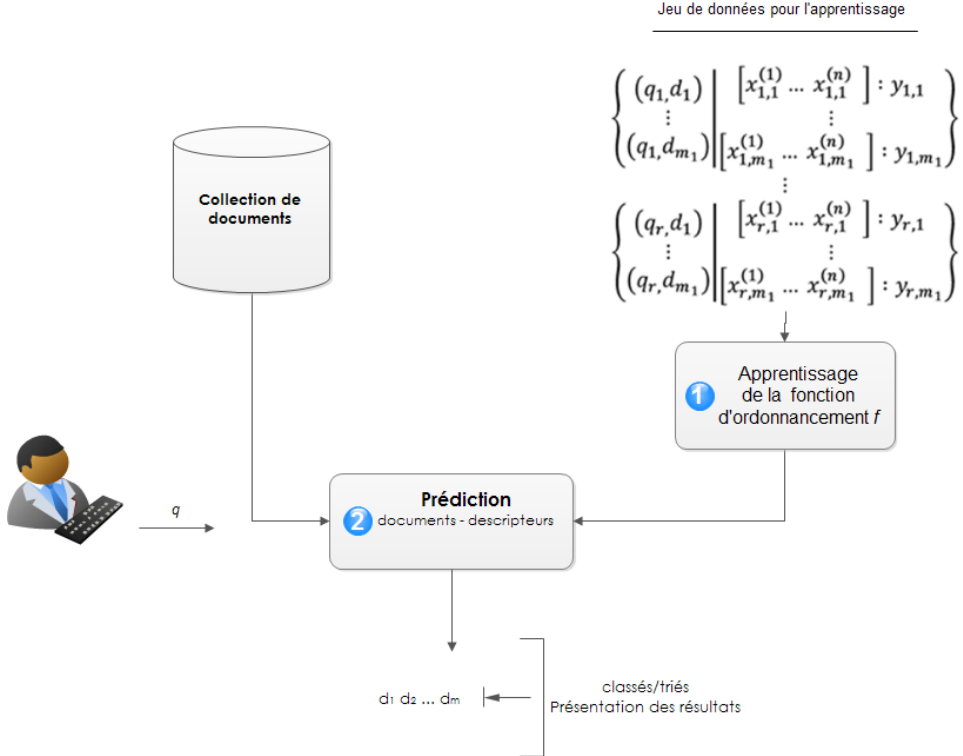 Jeu de données pour l'apprentissage
(q₁,d₁) | [x₁,₁⁽¹⁾ ... x₁,₁⁽ⁿ⁾ ] : y₁,₁
⋮ ⋮
(q₁,dₘ₁) | [x₁,ₘ₁⁽¹⁾ ... x₁,ₘ₁⁽ⁿ⁾ ] : y₁,ₘ₁
⋮
(qᵣ,d₁) | [xᵣ,₁⁽¹⁾ ... xᵣ,₁⁽ⁿ⁾ ] : yᵣ,₁
⋮ ⋮
(qᵣ,dₘ₁) | [xᵣ,ₘ₁⁽¹⁾ ... xᵣ,ₘ₁⁽ⁿ⁾ ] : yᵣ,ₘ₁
Collection de
documents
1
Apprentissage
de la fonction
d'ordonnancement f
q
Prédiction
2 documents - descripteurs
d₁ d₂ ... dₘ
classés/triés
Présentation des résultats